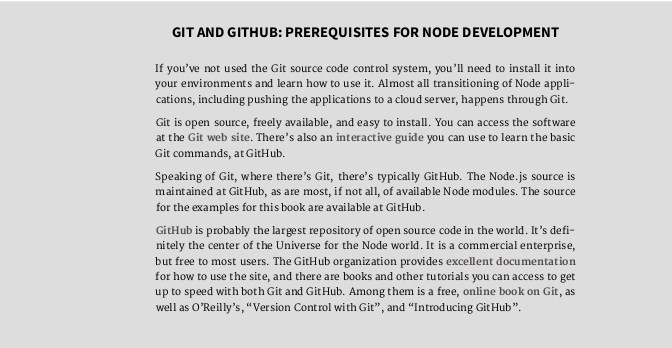 GIT AND GITHUB: PREREQUISITES FOR NODE DEVELOPMENT
If you’ve not used the Git source code control system, you’ll need to install it into
your environments and learn how to use it. Almost all transitioning of Node appli-
cations, including pushing the applications to a cloud server, happens through Git.
Git is open source, freely available, and easy to install. You can access the software
at the Git web site. There’s also an interactive guide you can use to learn the basic
Git commands, at GitHub.
Speaking of Git, where there’s Git, there’s typically GitHub. The Node.js source is
maintained at GitHub, as are most, if not all, of available Node modules. The source
for the examples for this book are available at GitHub.
GitHub is probably the largest repository of open source code in the world. It’s defi-
nitely the center of the Universe for the Node world. It is a commercial enterprise,
but free to most users. The GitHub organization provides excellent documentation
for how to use the site, and there are books and other tutorials you can access to get
up to speed with both Git and GitHub. Among them is a free, online book on Git, as
well as O’Reilly’s, “Version Control with Git”, and “Introducing GitHub”.